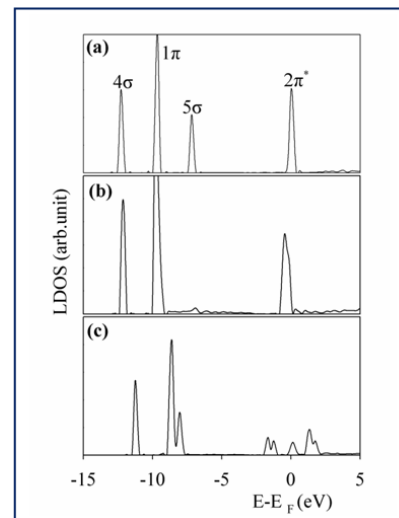 (a)
1π
4σ
5σ
2π*
(b)
LDOS (arb.unit)
(c)
-15 -10 -5 0 5
E-E F (eV)